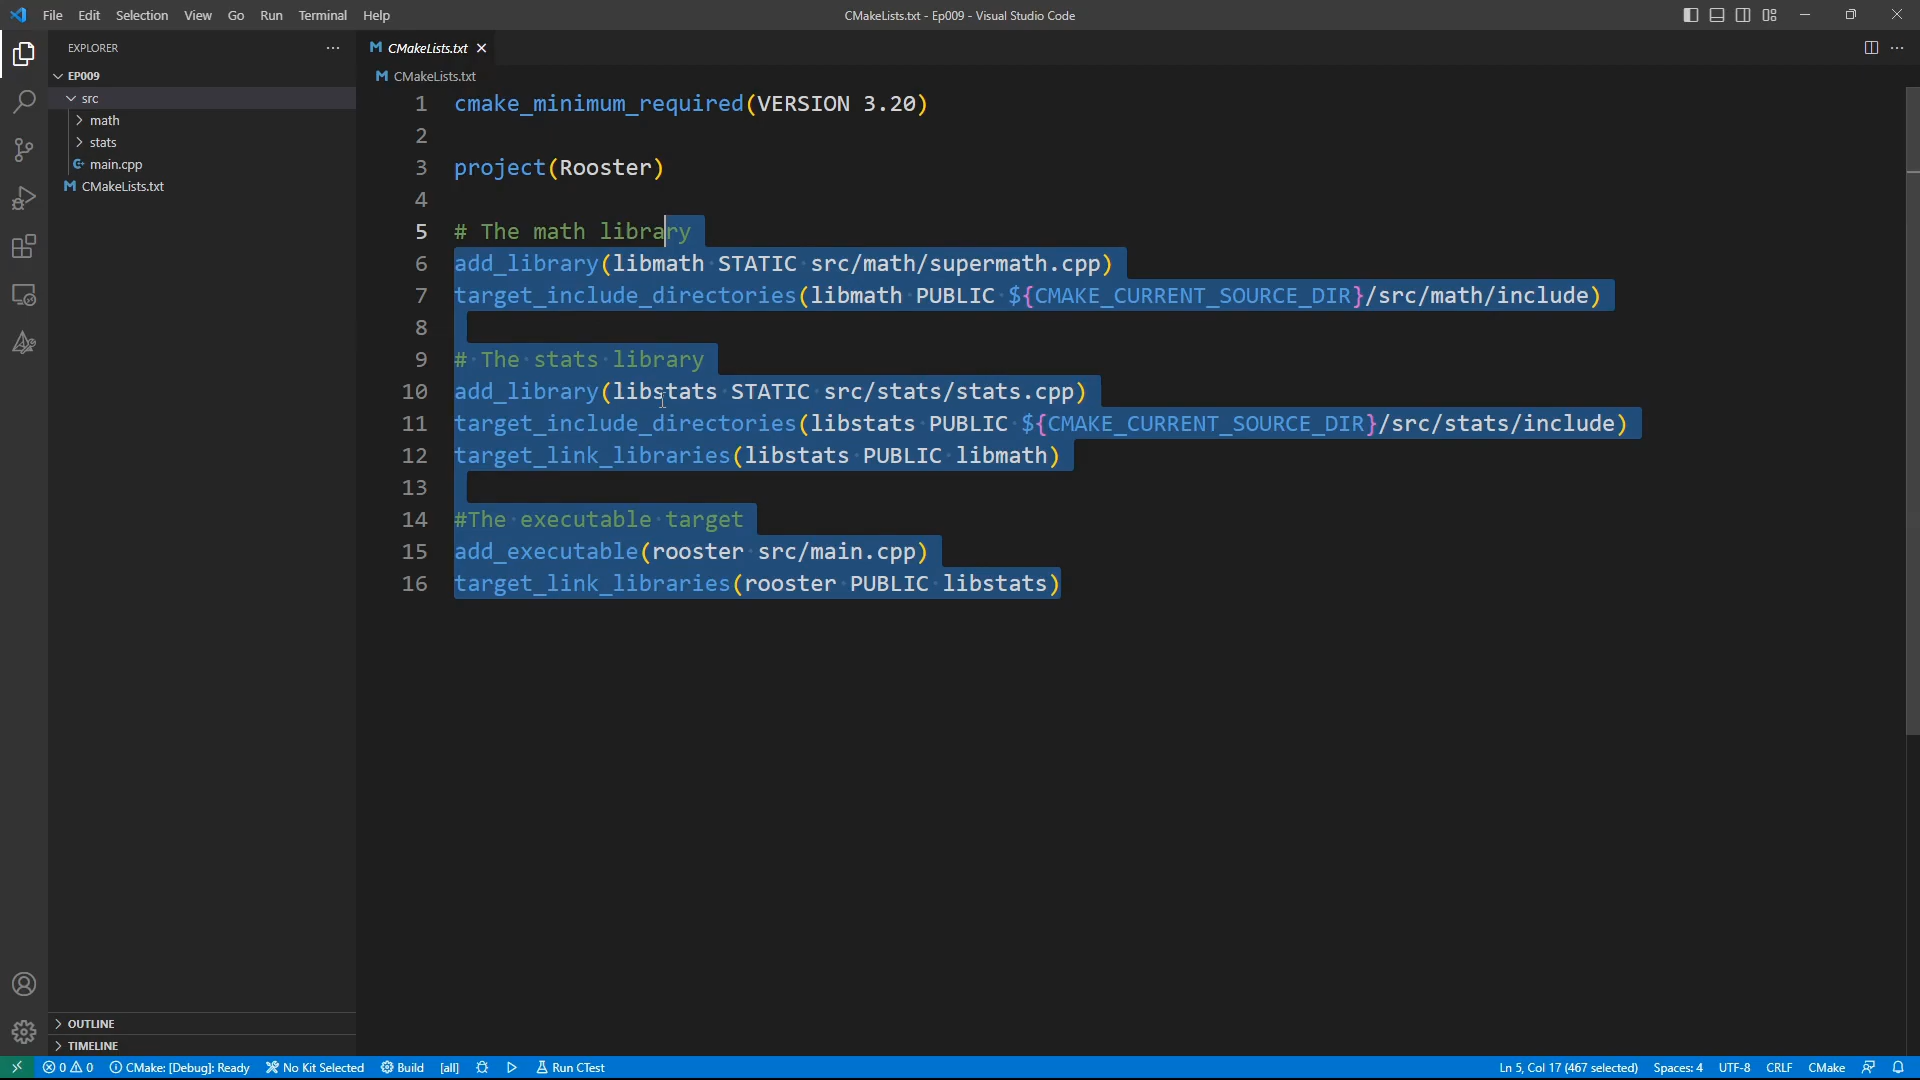 File Edit Selection View Go Run Terminal Help
CMakeLists.txt - Ep009 - Visual Studio Code
EXPLORER
EP009
src
math
stats
main.cpp
CMakeLists.txt
CMakeLists.txt
CMakeLists.txt
1 cmake_minimum_required(VERSION 3.20)
2
3 project(Rooster)
4
5 # The math library
6 add_library(libmath STATIC src/math/supermath.cpp)
7 target_include_directories(libmath PUBLIC ${CMAKE_CURRENT_SOURCE_DIR}/src/math/include)
8
9 # The stats library
10 add_library(libstats STATIC src/stats/stats.cpp)
11 target_include_directories(libstats PUBLIC ${CMAKE_CURRENT_SOURCE_DIR}/src/stats/include)
12 target_link_libraries(libstats PUBLIC libmath)
13
14 #The executable target
15 add_executable(rooster src/main.cpp)
16 target_link_libraries(rooster PUBLIC libstats)
OUTLINE
TIMELINE
0 0 CMake: [Debug]: Ready No Kit Selected Build [all] Run CTest
Ln 5, Col 17 (467 selected) Spaces: 4 UTF-8 CRLF CMake